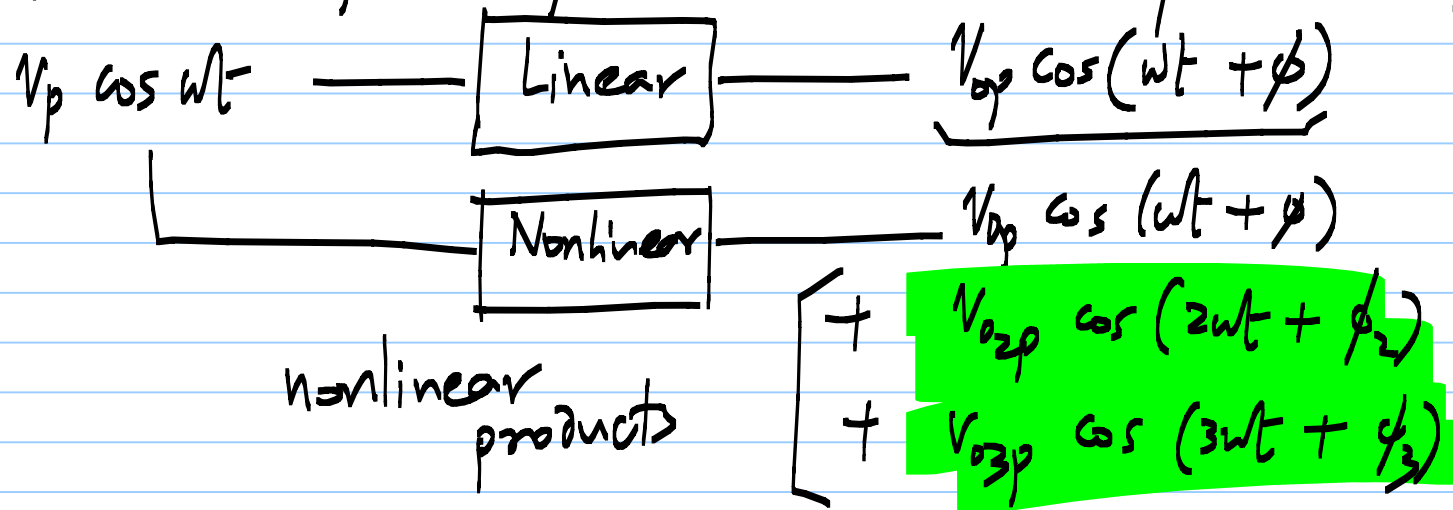 Vp cos ωt — Linear — Vop cos(ωt + φ)
Nonlinear — Vop cos (ωt + φ)
+ Vo2p cos (2ωt + φ2)
nonlinear
products + Vo3p cos (3ωt + φ3)